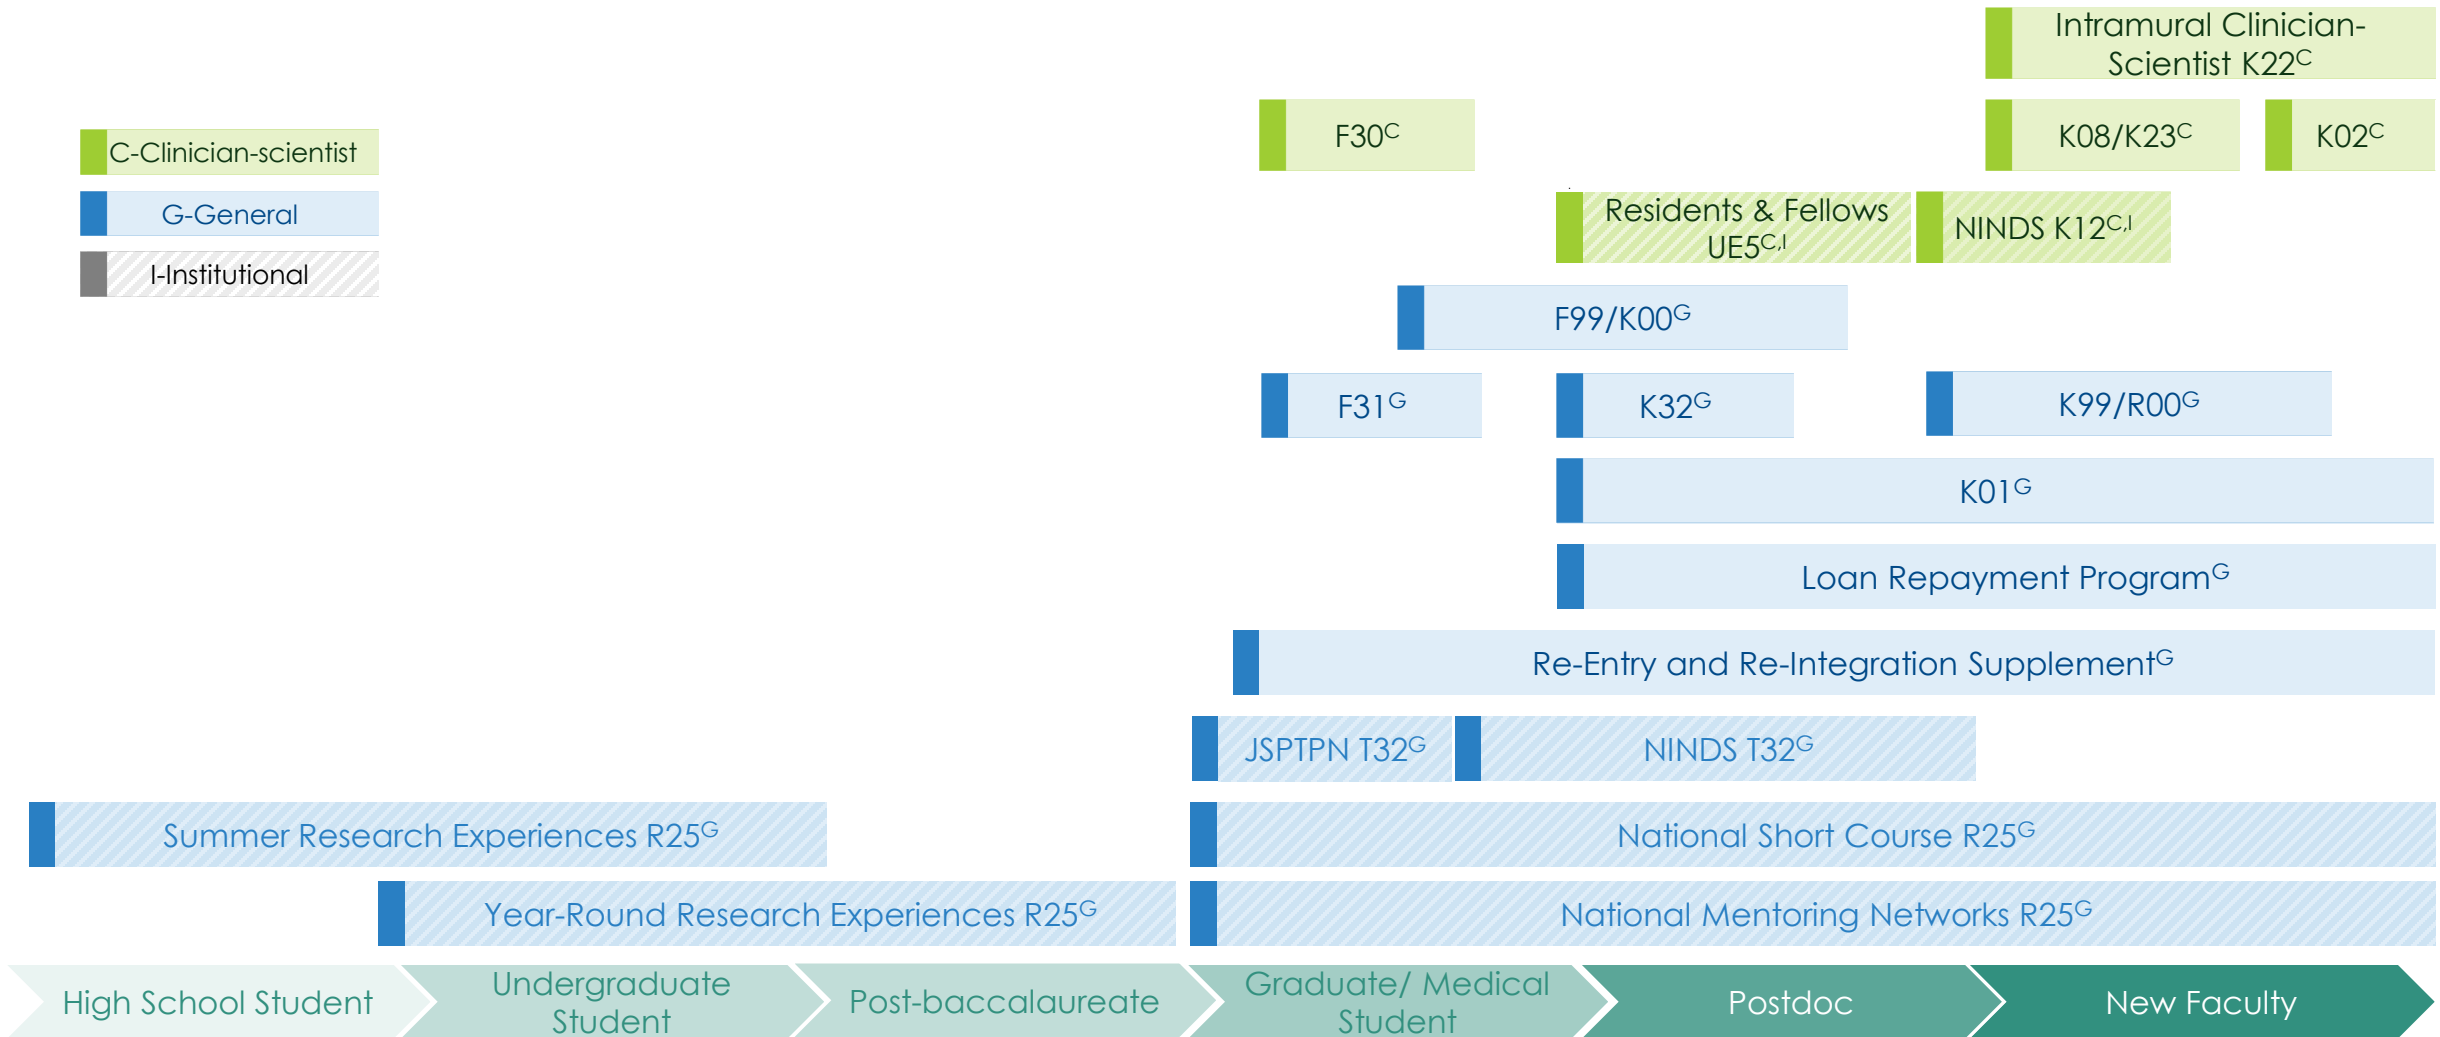 Intramural Clinician-
Scientist K22ᶜ
F30ᶜ
K08/K23ᶜ
K02ᶜ
C-Clinician-scientist
G-General
I-Institutional
Residents & Fellows
UE5ᶜ,ᴵ
NINDS K12ᶜ,ᴵ
F99/K00ᴳ
F31ᴳ
K32ᴳ
K99/R00ᴳ
K01ᴳ
Loan Repayment Programᴳ
Re-Entry and Re-Integration Supplementᴳ
JSPTPN T32ᴳ
NINDS T32ᴳ
Summer Research Experiences R25ᴳ
National Short Course R25ᴳ
Year-Round Research Experiences R25ᴳ
National Mentoring Networks R25ᴳ
High School Student
Undergraduate
Student
Post-baccalaureate
Graduate/ Medical
Student
Postdoc
New Faculty